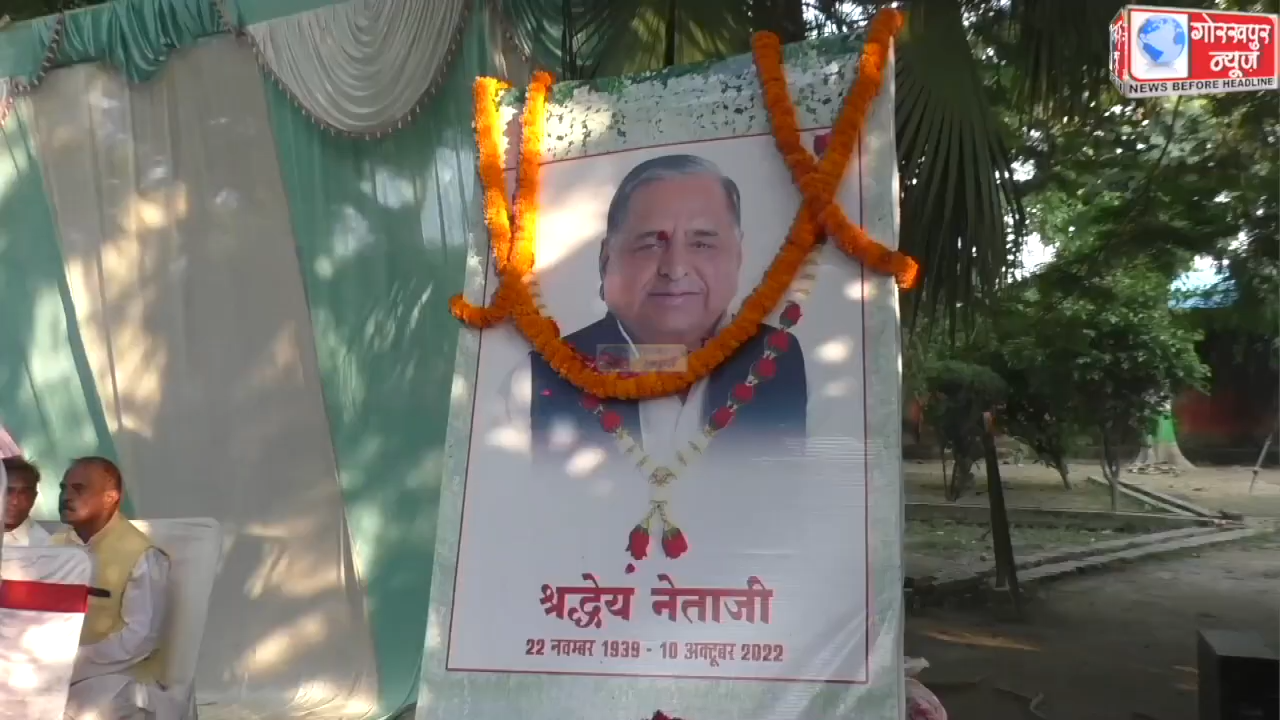 गोरखपुर
न्यूज़
NEWS BEFORE HEADLINE
श्रद्धेय नेताजी
22 नवम्बर 1939 - 10 अक्टूबर 2022